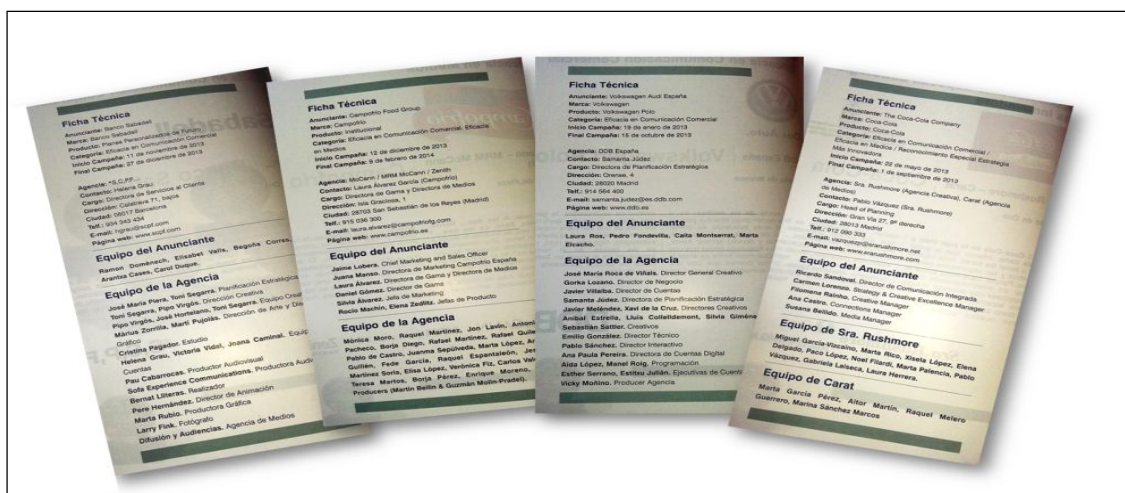 Ficha Técnica
Anunciante: Banco Sabadell
Marca: Banco Sabadell
Producto: Planes Personalizados de Futuro
Categoría: Eficacia en Comunicación Comercial
Inicio Campaña: 11 de noviembre de 2013
Final Campaña: 27 de diciembre de 2013
Agencia: *S,C,P,F...
Contacto: Helena Grau
Cargo: Directora de Servicios al Cliente
Dirección: Calatrava 71, bajos
Ciudad: 08017 Barcelona
Telf.: 934 343 434
E-mail: hgrau@scpf.com
Página web: www.scpf.com
Equipo del Anunciante
Ramon Domènech, Elisabet Valls, Begoña Corras,
Arantxa Cases, Carol Duque.
Equipo de la Agencia
José María Piera, Toni Segarra. Planificación Estratégica
Toni Segarra, Pipo Virgós. Dirección Creativa
Pipo Virgós, José Hortelano, Toni Segarra. Equipo
Màrius Zorrilla, Martí Pujolàs. Dirección de Arte y
Gráfico
Cristina Pagador. Estudio
Helena Grau, Victoria Vidal, Joana Caminal.
Cuentas
Pau Cabarrocas. Productor Audiovisual
Sofa Experience Communications. Productora
Bernat Lliteras. Realizador
Pere Hernández. Director de Animación
Marta Rubio. Productora Gráfica
Larry Fink. Fotógrafo
Difusión y Audiencias. Agencia de Medios
Ficha Técnica
Anunciante: Campofrio Food Group
Marca: Campofrío
Producto: Institucional
Categoría: Eficacia en Comunicación Comercial, Eficacia
en Medios
Inicio Campaña: 12 de diciembre de 2013
Final Campaña: 9 de febrero de 2014
Agencia: McCann / MRM McCann / Zenith
Contacto: Laura Álvarez García (Campofrío)
Cargo: Directora de Gama y Directora de Medios
Dirección: Isla Graciosa, 1
Ciudad: 28703 San Sebastián de los Reyes (Madrid)
Telf.: 915 036 300
E-mail: laura.alvarez@campofriofg.com
Página web: www.campofrio.es
Equipo del Anunciante
Jaime Lobera. Chief Marketing and Sales Officer
Juana Manso. Directora de Marketing Campofrío España
Laura Álvarez. Directora de Gama y Directora de Medios
Daniel Gómez. Director de Gama
Silvia Álvarez. Jefa de Marketing
Rocío Machín, Elena Zedlitz. Jefas de Producto
Equipo de la Agencia
Mónica Moro, Raquel Martínez, Jon Lavín,
Pacheco, Borja Diego, Rafael Martínez, Rafael
Guillén, Fede García, Raquel Espantaleón,
Pablo de Castro, Juanma Sepúlveda, Marta López,
Martínez Soria, Elisa López, Verónica Fiz, Carlos
Teresa Martos, Borja Pérez, Enrique Moreno,
Producers (Martin Beilin & Guzmán Molín-Pradel).
Ficha Técnica
Anunciante: Volkswagen Audi España
Marca: Volkswagen
Producto: Volkswagen Polo
Categoría: Eficacia en Comunicación Comercial
Inicio Campaña: 19 de enero de 2013
Final Campaña: 15 de octubre de 2013
Agencia: DDB España
Contacto: Samanta Júdez
Cargo: Directora de Planificación Estratégica
Dirección: Orense, 4
Ciudad: 28020 Madrid
Telf.: 914 564 400
E-mail: samanta.judez@es.ddb.com
Página web: www.ddb.es
Equipo del Anunciante
Laura Ros, Pedro Fondevilla, Caita Montserrat, Marta
Elcacho.
Equipo de la Agencia
José María Roca de Viñals. Director General Creativo
Gorka Lozano. Director de Negocio
Javier Villalba. Director de Cuentas
Samanta Júdez. Directora de Planificación Estratégica
Javier Meléndez, Xavi de la Cruz. Directores Creativos
Anibal Estrella, Lluis Collelldemont, Silvia
Sebastián Sattler. Creativos
Emilio González. Director Técnico
Pablo Sánchez. Director Interactivo
Ana Paula Pereira. Directora de Cuentas Digital
Aida López, Manel Roig. Programación
Esther Serrano, Estitxu Julián. Ejecutivas de
Vicky Moñino. Producer Agencia
Ficha Técnica
Anunciante: The Coca-Cola Company
Marca: Coca-Cola
Producto: Coca-Cola
Categoría: Eficacia en Comunicación Comercial /
Eficacia en Medios / Reconocimiento Especial Estrategia
Más Innovadora
Inicio Campaña: 22 de mayo de 2013
Final Campaña: 1 de septiembre de 2013
Agencia: Sra. Rushmore (Agencia Creativa), Carat (Agencia
de Medios)
Contacto: Pablo Vázquez (Sra. Rushmore)
Cargo: Head of Planning
Dirección: Gran Vía 27, 9º derecha
Ciudad: 28013 Madrid
Telf.: 912 090 333
E-mail: vazquezp@srarushmore.net
Página web: www.srarushmore.com
Equipo del Anunciante
Ricardo Sandoval. Director de Comunicación Integrada
Carmen Lorenzo. Strategy & Creative Excellence Manager
Filomena Rainho. Creative Manager
Ana Castro. Connections Manager
Susana Bellido. Media Manager
Equipo de Sra. Rushmore
Miguel García-Vizcaíno, Marta Rico, Xisela López, Elena
Delgado, Paco López, Noel Filardi, Marta Palencia, Pablo
Vázquez, Gabriela Laiseca, Laura Herrera.
Equipo de Carat
Marta García Pérez, Aitor Martín, Raquel Melero
Guerrero, Marina Sánchez Marcos